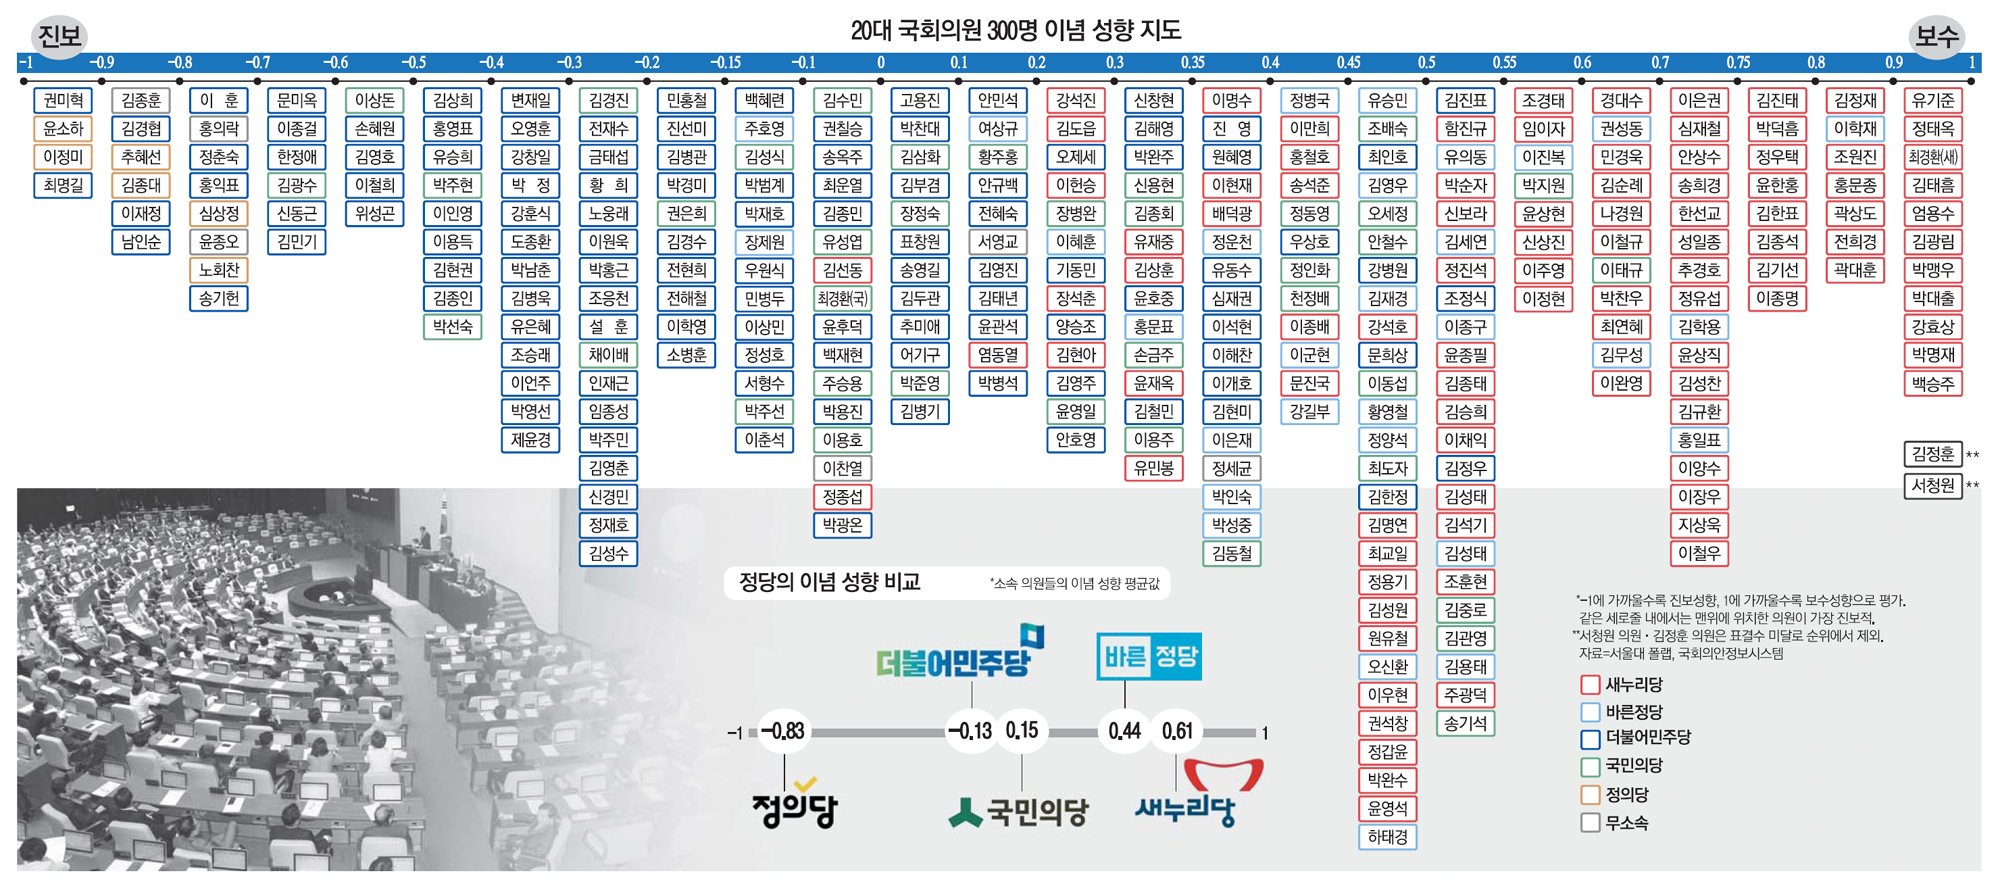 20대 국회의원 300명 이념 성향 지도
진보
보수
-1 -0.9 -0.8 -0.7 -0.6 -0.5 -0.4 -0.3 -0.2 -0.15 -0.1 0 0.1 0.2 0.3 0.35 0.4 0.45 0.5 0.55 0.6 0.7 0.75 0.8 0.9 1
권미혁
윤소하
이정미
최명길
김종훈
김경협
추혜선
김종대
이재정
남인순
이 훈
홍의락
정춘숙
홍익표
심상정
윤종오
노회찬
송기헌
문미옥
이종걸
한정애
김광수
신동근
김민기
이상돈
손혜원
김영호
이철희
위성곤
김상희
홍영표
유승희
박주현
이인영
이용득
김현권
김종인
박선숙
변재일
오영훈
강창일
박 정
강훈식
도종환
박남춘
김병욱
유은혜
조승래
이언주
박영선
제윤경
김경진
전재수
금태섭
황 희
노웅래
이원욱
박홍근
조응천
설 훈
채이배
인재근
임종성
박주민
김영춘
신경민
정재호
김성수
민홍철
진선미
김병관
박경미
권은희
김경수
전현희
전해철
이학영
소병훈
백혜련
주호영
김성식
박범계
박재호
장제원
우원식
민병두
이상민
정성호
서형수
박주선
이춘석
김수민
권칠승
송옥주
최운열
김종민
유성엽
김선동
최경환(국)
윤후덕
백재현
주승용
박용진
이용호
이찬열
정종섭
박광온
고용진
박찬대
김삼화
김부겸
장정숙
표창원
송영길
김두관
추미애
어기구
박준영
김병기
안민석
여상규
황주홍
안규백
전혜숙
서영교
김영진
김태년
윤관석
염동열
박병석
강석진
김도읍
오제세
이헌승
장병완
이혜훈
기동민
장석춘
양승조
김현아
김영주
윤영일
안호영
신창현
김해영
박완주
신용현
김종회
유재중
김상훈
윤호중
홍문표
손금주
윤재옥
김철민
이용주
유민봉
이명수
진 영
원혜영
이현재
배덕광
정운천
유동수
심재권
이석현
이해찬
이개호
김현미
이은재
정세균
박인숙
박성중
김동철
정병국
이만희
홍철호
송석준
정동영
우상호
정인화
천정배
이종배
이군현
문진국
강길부
유승민
조배숙
최인호
김영우
오세정
안철수
강병원
김재경
강석호
문희상
이동섭
황영철
정양석
최도자
김한정
김명연
최교일
정용기
김성원
원유철
오신환
이우현
권석창
정갑윤
박완수
윤영석
하태경
김진표
함진규
유의동
박순자
신보라
김세연
정진석
조정식
이종구
윤종필
김종태
김승희
이채익
김정우
김성태
김석기
김성태
조훈현
김중로
김관영
김용태
주광덕
송기석
조경태
임이자
이진복
박지원
윤상현
신상진
이주영
이정현
경대수
권성동
민경욱
김순례
나경원
이철규
이태규
박찬우
최연혜
김무성
이완영
이은권
심재철
안상수
송희경
한선교
성일종
추경호
정유섭
김학용
윤상직
김성찬
김규환
홍일표
이양수
이장우
지상욱
이철우
김진태
박덕흠
정우택
윤한홍
김한표
김종석
김기선
이종명
김정재
이학재
조원진
홍문종
곽상도
전희경
곽대훈
유기준
정태옥
최경환(새)
김태흠
엄용수
김광림
박맹우
박대출
강효상
박명재
백승주
김정훈**
서청원**
정당의 이념 성향 비교 *소속 의원들의 이념 성향 평균값
더불어민주당
바른정당
-1 -0.83 -0.13 0.15 0.44 0.61 1
정의당
국민의당
새누리당
*-1에 가까울수록 진보성향, 1에 가까울수록 보수성향으로 평가.
같은 세로줄 내에서는 맨위에 위치한 의원이 가장 진보적.
**서청원 의원·김정훈 의원은 표결수 미달로 순위에서 제외.
자료=서울대 폴랩, 국회의안정보시스템
새누리당
바른정당
더불어민주당
국민의당
정의당
무소속